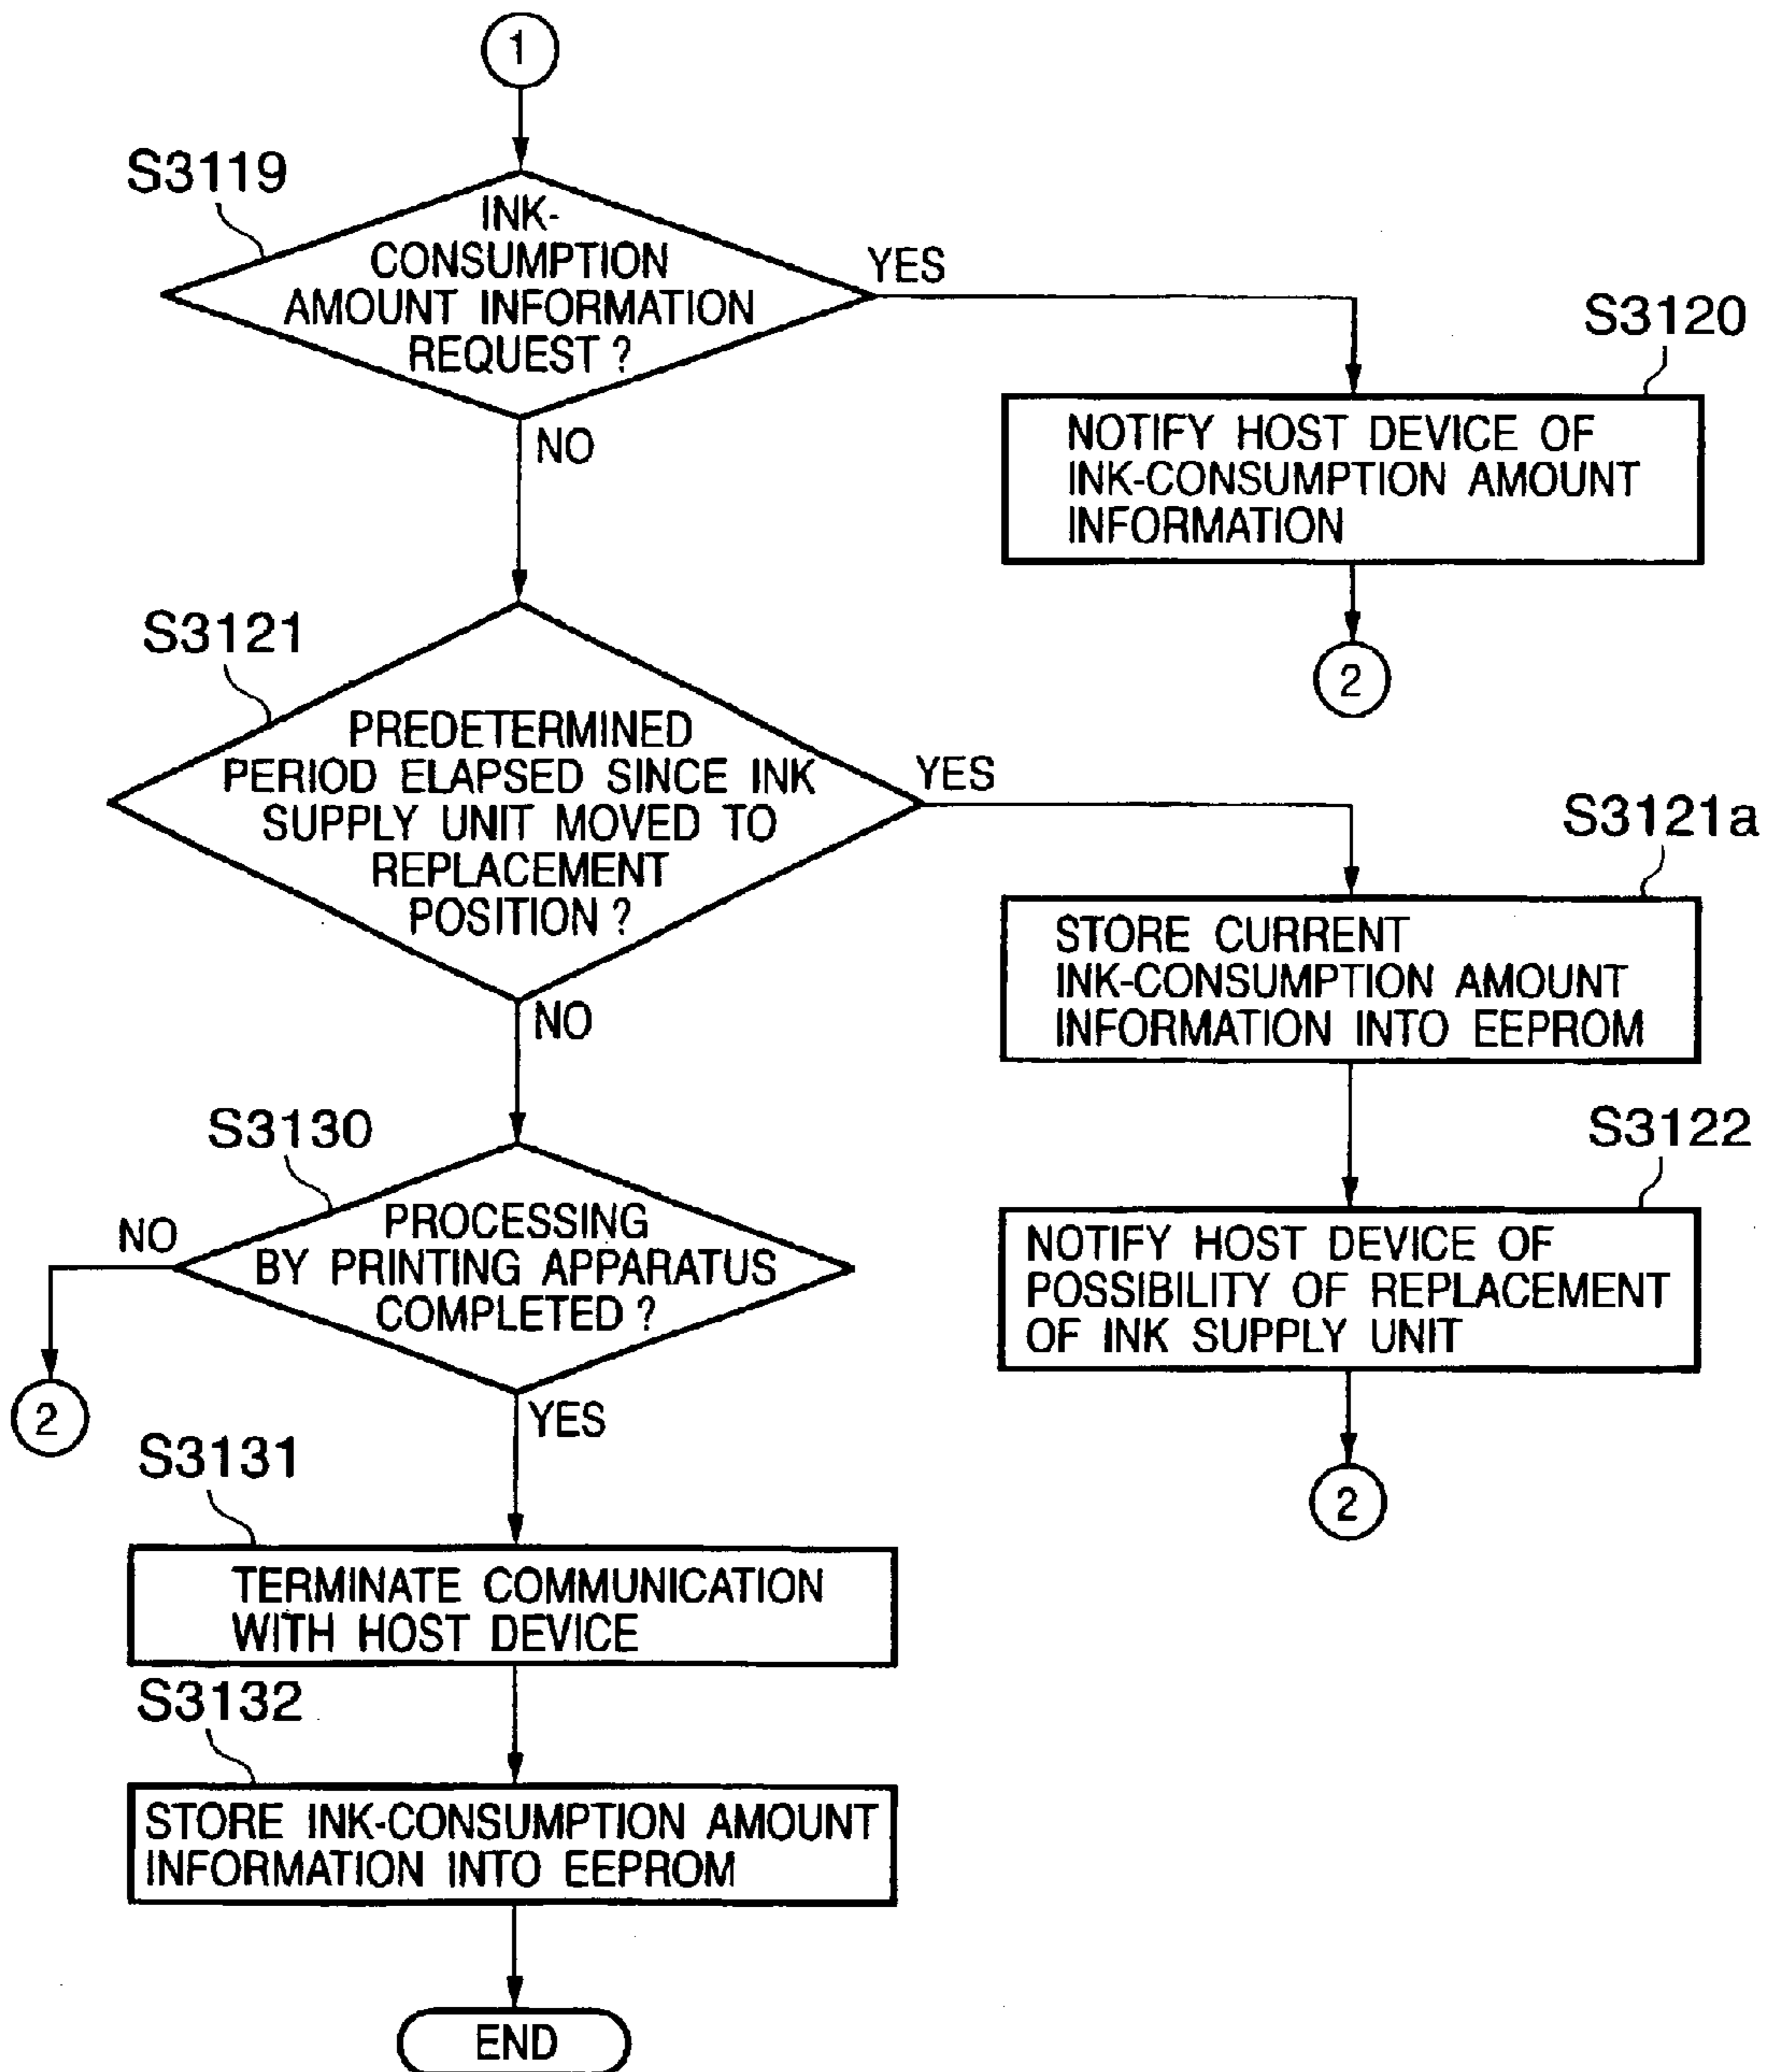 1
S3119
INK-
CONSUMPTION
AMOUNT INFORMATION
REQUEST ?
YES
NO
S3120
NOTIFY HOST DEVICE OF
INK-CONSUMPTION AMOUNT
INFORMATION
2
S3121
PREDETERMINED
PERIOD ELAPSED SINCE INK
SUPPLY UNIT MOVED TO
REPLACEMENT
POSITION ?
YES
NO
S3121a
STORE CURRENT
INK-CONSUMPTION AMOUNT
INFORMATION INTO EEPROM
S3122
NOTIFY HOST DEVICE OF
POSSIBILITY OF REPLACEMENT
OF INK SUPPLY UNIT
2
S3130
PROCESSING
BY PRINTING APPARATUS
COMPLETED ?
NO
2
YES
S3131
TERMINATE COMMUNICATION
WITH HOST DEVICE
S3132
STORE INK-CONSUMPTION AMOUNT
INFORMATION INTO EEPROM
END